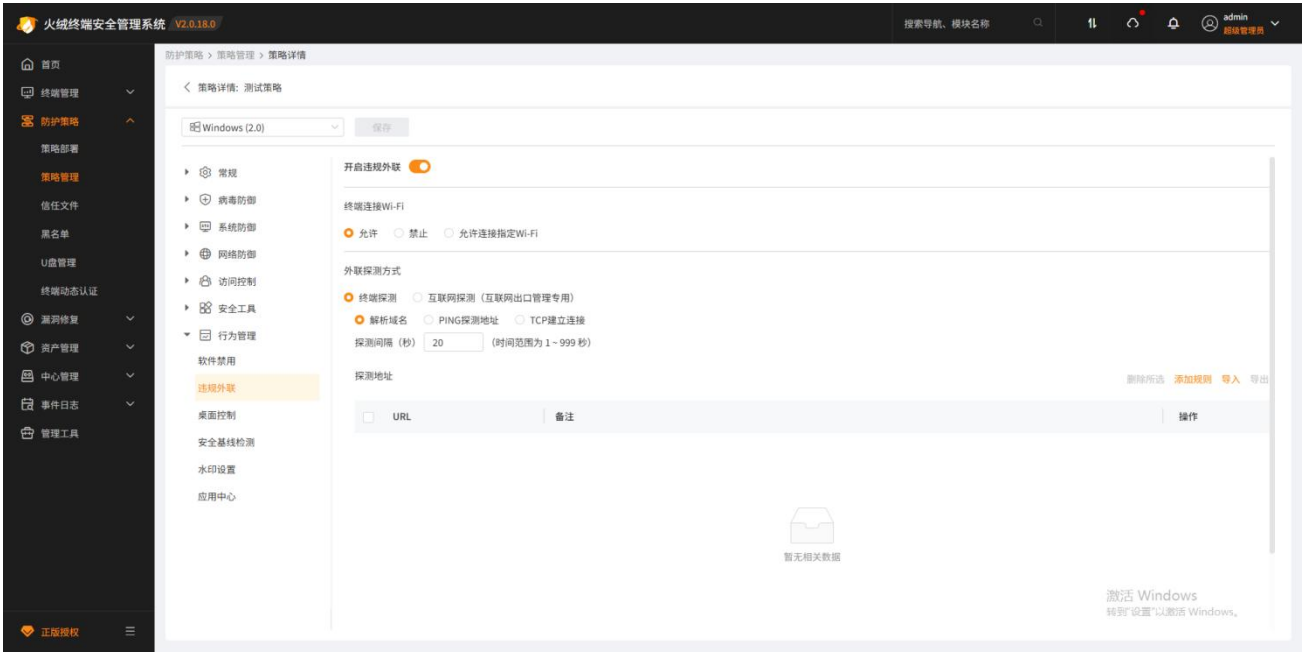 火绒终端安全管理系统 V2.0.18.0
搜索导航、模块名称
admin
超级管理员
首页
终端管理
防护策略
策略部署
策略管理
信任文件
黑名单
U盘管理
终端动态认证
漏洞修复
资产管理
中心管理
事件日志
管理工具
正版授权
防护策略 > 策略管理 > 策略详情
策略详情: 测试策略
Windows (2.0)
保存
常规
病毒防御
系统防御
网络防御
访问控制
安全工具
行为管理
软件禁用
违规外联
桌面控制
安全基线检测
水印设置
应用中心
开启违规外联
终端连接Wi-Fi
允许 禁止 允许连接指定Wi-Fi
外联探测方式
终端探测 互联网探测（互联网出口管理专用）
解析域名 PING探测地址 TCP建立连接
探测间隔（秒） 20 （时间范围为 1 ~ 999 秒）
探测地址
删除所选 添加规则 导入 导出
URL 备注 操作
暂无相关数据
激活 Windows
转到"设置"以激活 Windows。